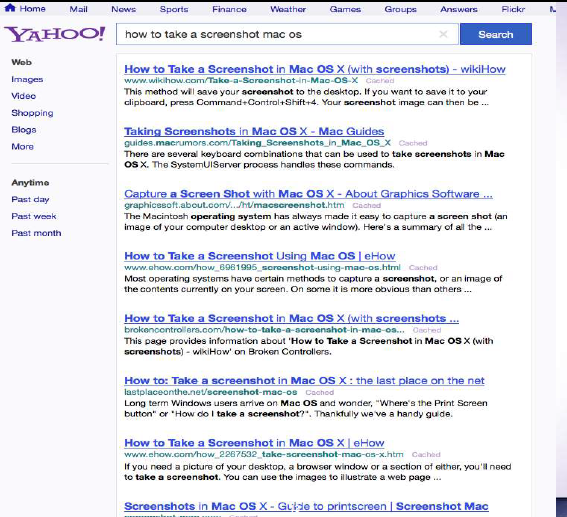 Home Mail News Sports Finance Weather Games Groups Answers Flickr M
YAHOO! how to take a screenshot mac os × Search
Web
Images
Video
Shopping
Blogs
More
Anytime
Past day
Past week
Past month
How to Take a Screenshot in Mac OS X (with screenshots) - wikiHow
www.wikihow.com/Take-a-Screenshot-in-Mac-OS-X Cached
This method will save your screenshot to the desktop. If you want to save it to your
clipboard, press Command+Control+Shift+4. Your screenshot image can then be ...
Taking Screenshots in Mac OS X - Mac Guides
guides.macrumors.com/Taking_Screenshots_in_Mac_OS_X Cached
There are several keyboard combinations that can be used to take screenshots in Mac
OS X. The SystemUIServer process handles these commands.
Capture a Screen Shot with Mac OS X - About Graphics Software ...
graphicssoft.about.com/.../ht/macscreenshot.htm Cached
The Macintosh operating system has always made it easy to capture a screen shot (an
image of your computer desktop or an active window). Here's a summary of all the ...
How to Take a Screenshot Using Mac OS | eHow
www.ehow.com/how_6961995_screenshot-using-mac-os.html Cached
Most operating systems have certain methods to capture a screenshot, or an image of
the contents currently on your screen. On some it is more obvious than others ...
How to Take a Screenshot in Mac OS X (with screenshots ...
brokencontrollers.com/how-to-take-a-screenshot-in-mac-os... Cached
This page provides information about 'How to Take a Screenshot in Mac OS X (with
screenshots) - wikiHow' on Broken Controllers.
How to: Take a screenshot in Mac OS X : the last place on the net
lastplaceonthe.net/screenshot-mac-os Cached
Long term Windows users arrive on Mac OS and wonder, "Where's the Print Screen
button" or "How do I take a screenshot?". Thankfully we've a handy guide.
How to Take a Screenshot in Mac OS X | eHow
www.ehow.com/how_2267532_take-screenshot-mac-os-x.htm Cached
If you need a picture of your desktop, a browser window or a section of either, you'll need
to take a screenshot. You can use the images to illustrate a web page ...
Screenshots in Mac OS X - Guide to printscreen | Screenshot Mac